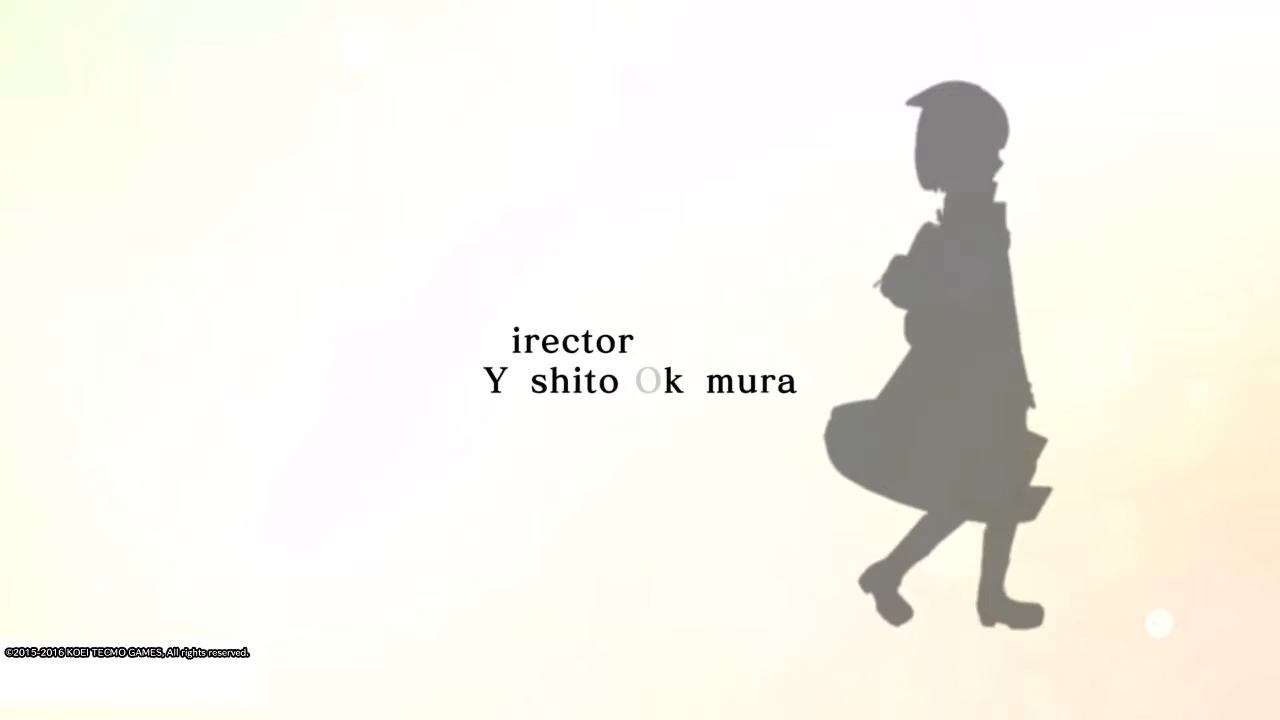 irector
Y shito Ok mura
©2015-2016 KOEI TECMO GAMES, All rights reserved.